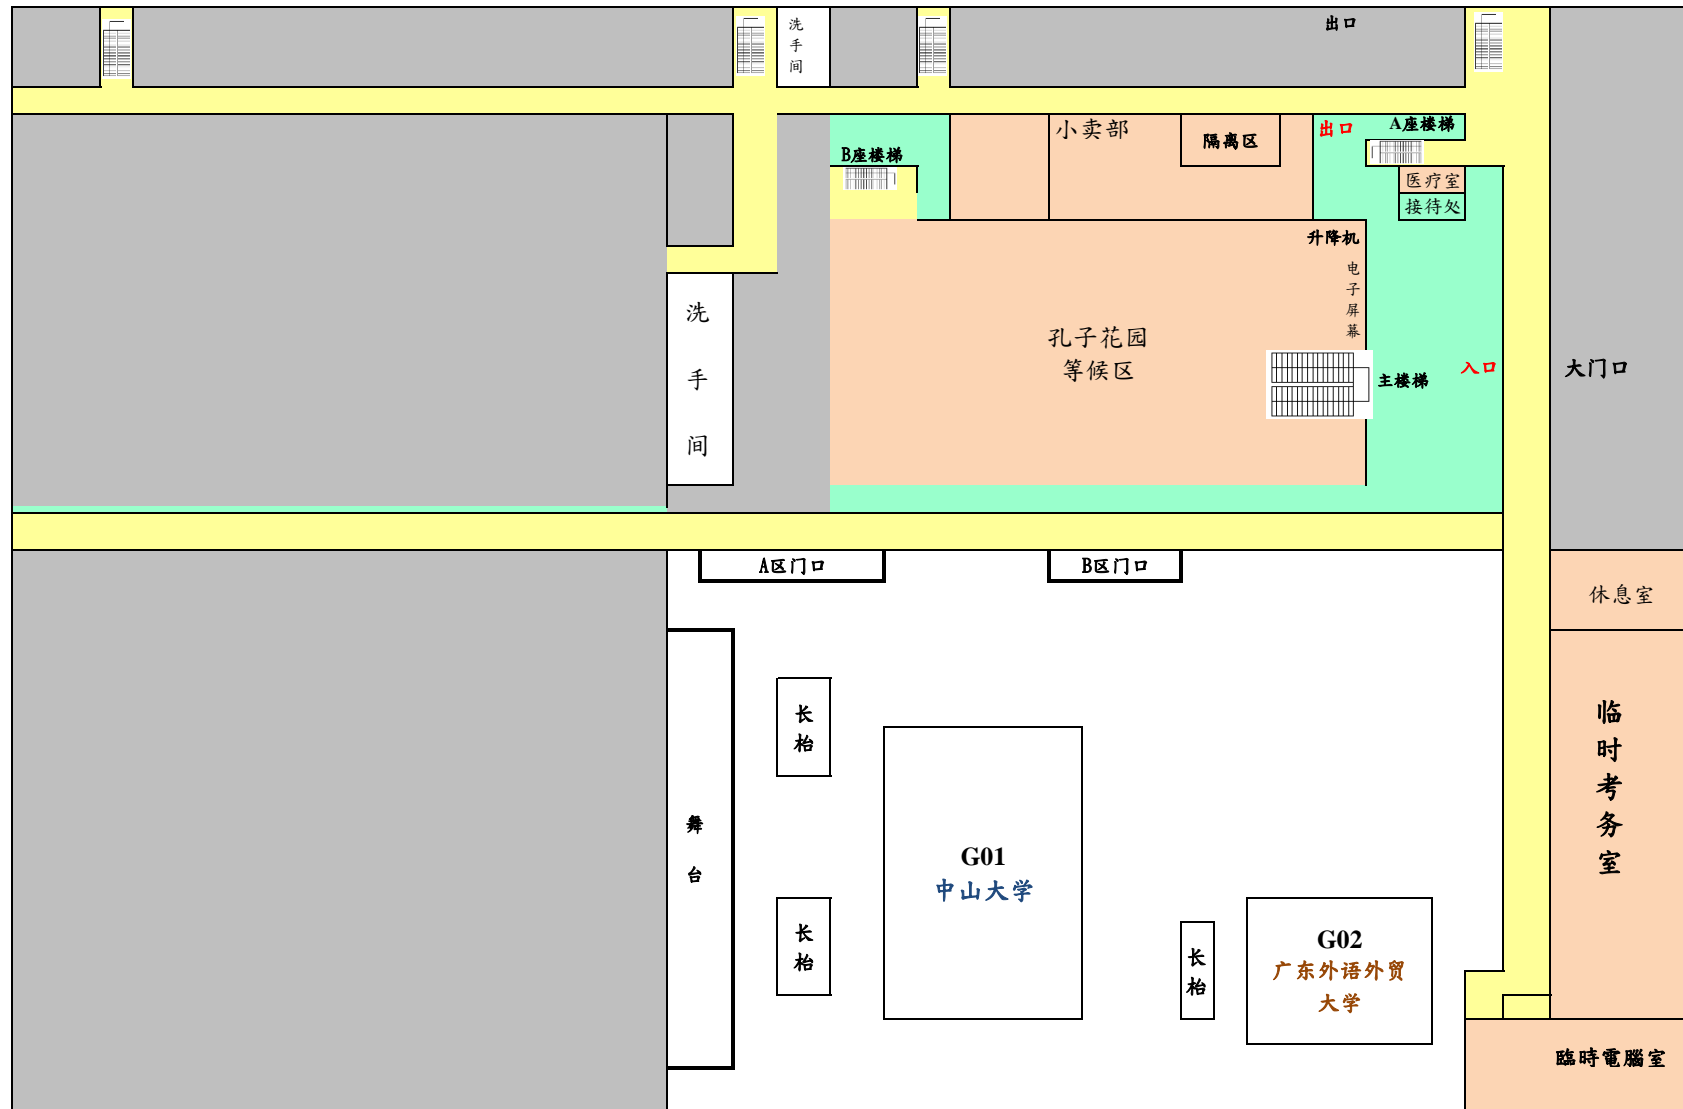 洗手间
出口
小卖部
隔离区
出口
A座楼梯
B座楼梯
医疗室
接待处
升降机
电子屏幕
洗手间
孔子花园
等候区
主楼梯
入口
大门口
A区门口
B区门口
休息室
长枱
临时考务室
舞台
G01
中山大学
长枱
长枱
G02
广东外语外贸
大学
臨時電腦室